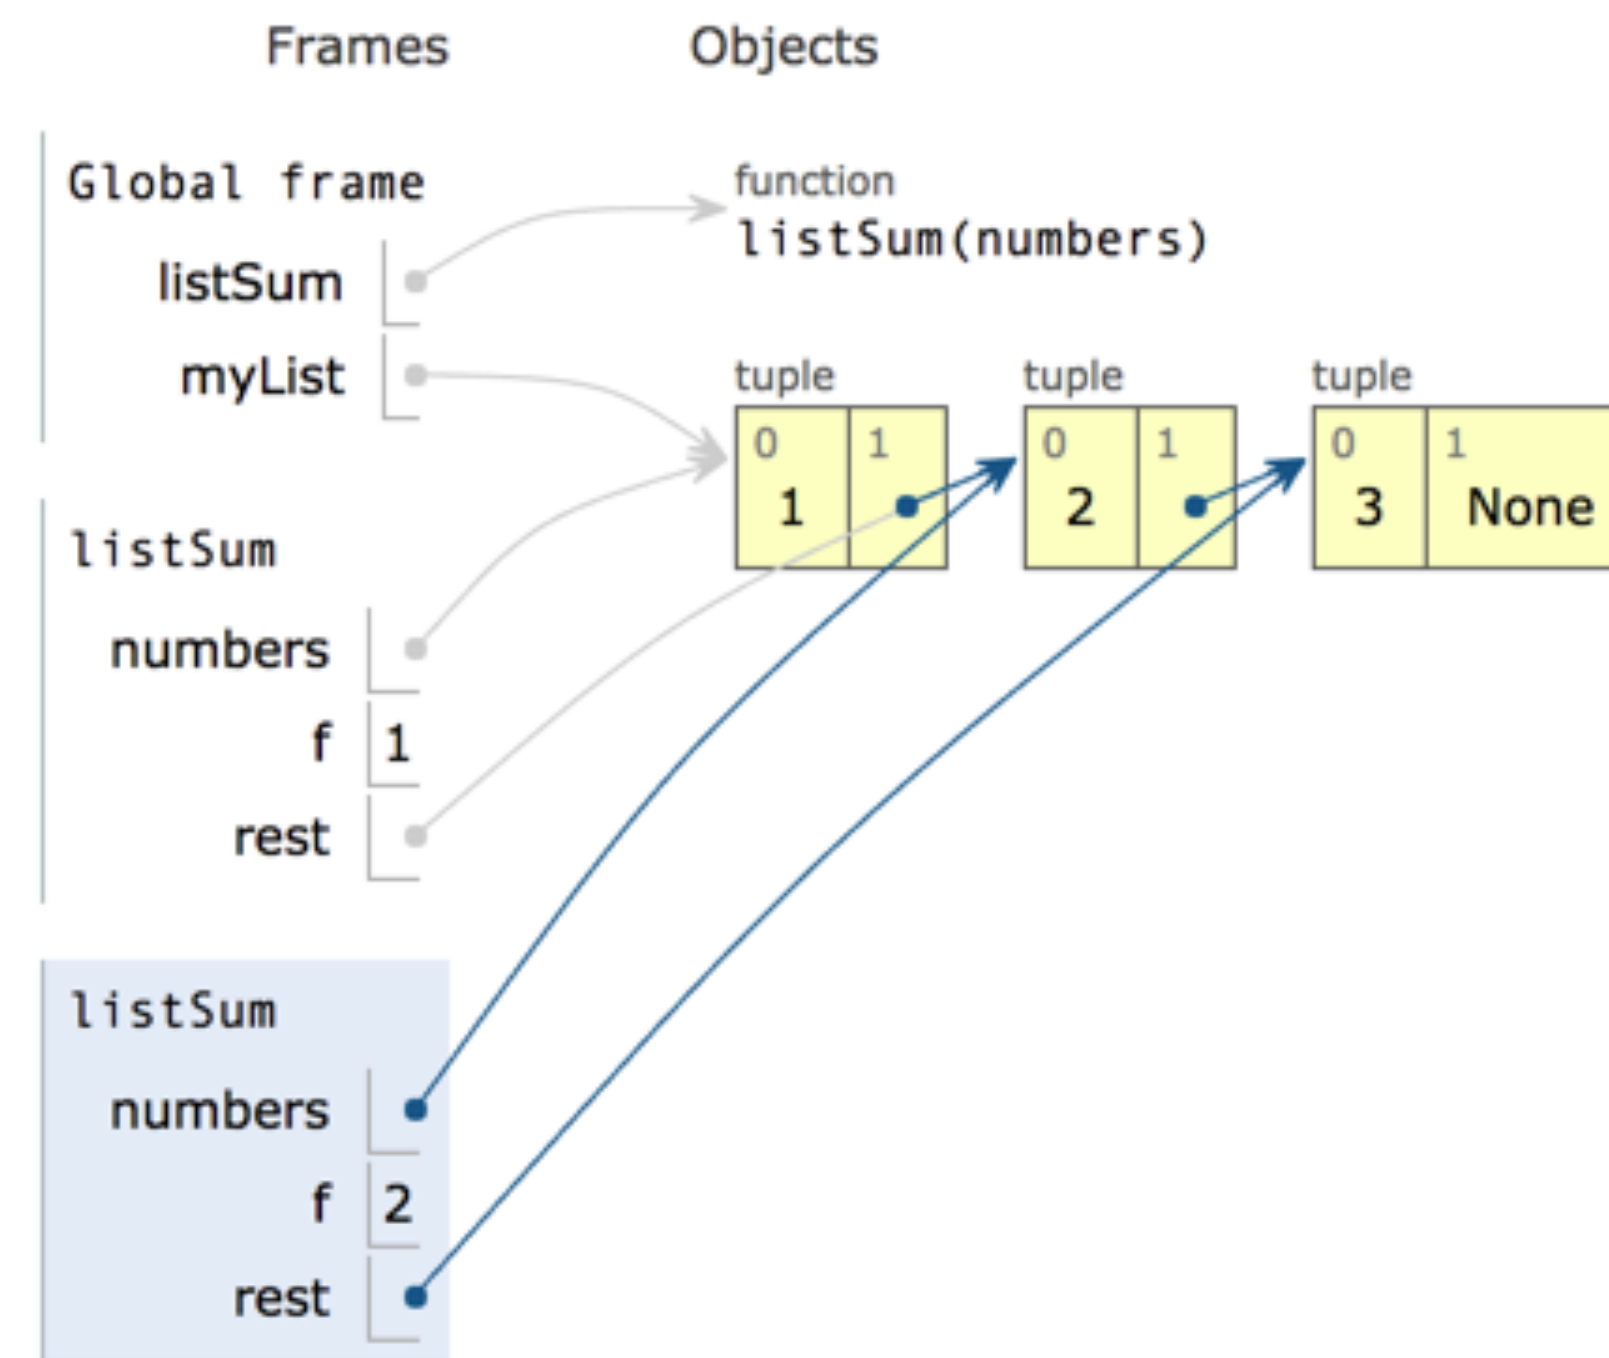 Frames Objects
Global frame
function
listSum(numbers)
listSum
myList
tuple tuple tuple
0 1 0 1 0 1
1 2 3 None
listSum
numbers
f 1
rest
listSum
numbers
f 2
rest